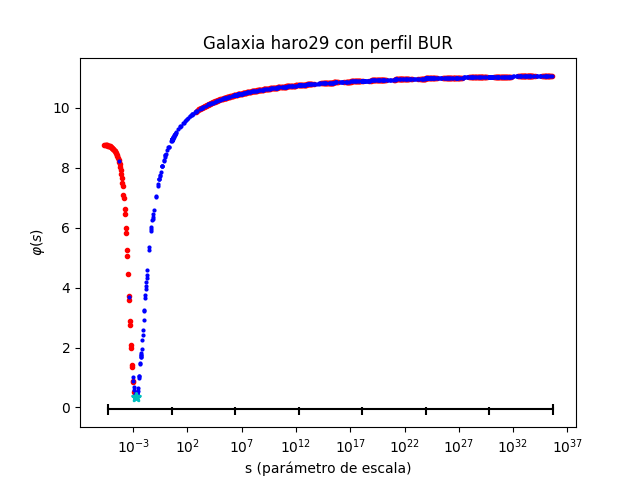 Galaxia haro29 con perfil BUR
φ(s)
10
8
6
4
2
0
10⁻³ 10² 10⁷ 10¹² 10¹⁷ 10²² 10²⁷ 10³² 10³⁷
s (parámetro de escala)